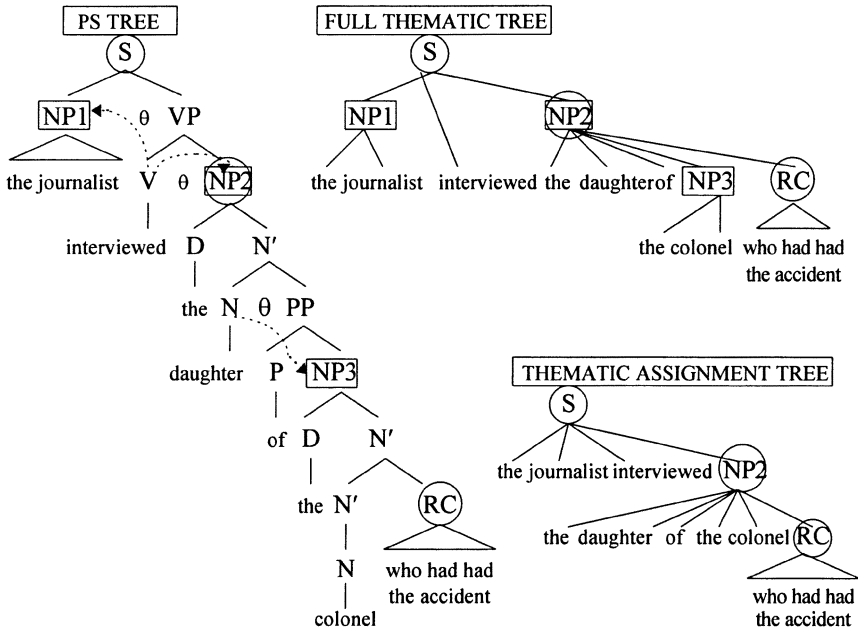 PS TREE
S
NP1 θ VP
the journalist V θ NP2
interviewed D N′
the N θ PP
daughter P NP3
of D N′
the N′ RC
N who had had
the accident
colonel
FULL THEMATIC TREE
S
NP1 NP2
the journalist interviewed the daughter of NP3 RC
the colonel who had had
the accident
THEMATIC ASSIGNMENT TREE
S
the journalist interviewed NP2
the daughter of the colonel RC
who had had
the accident